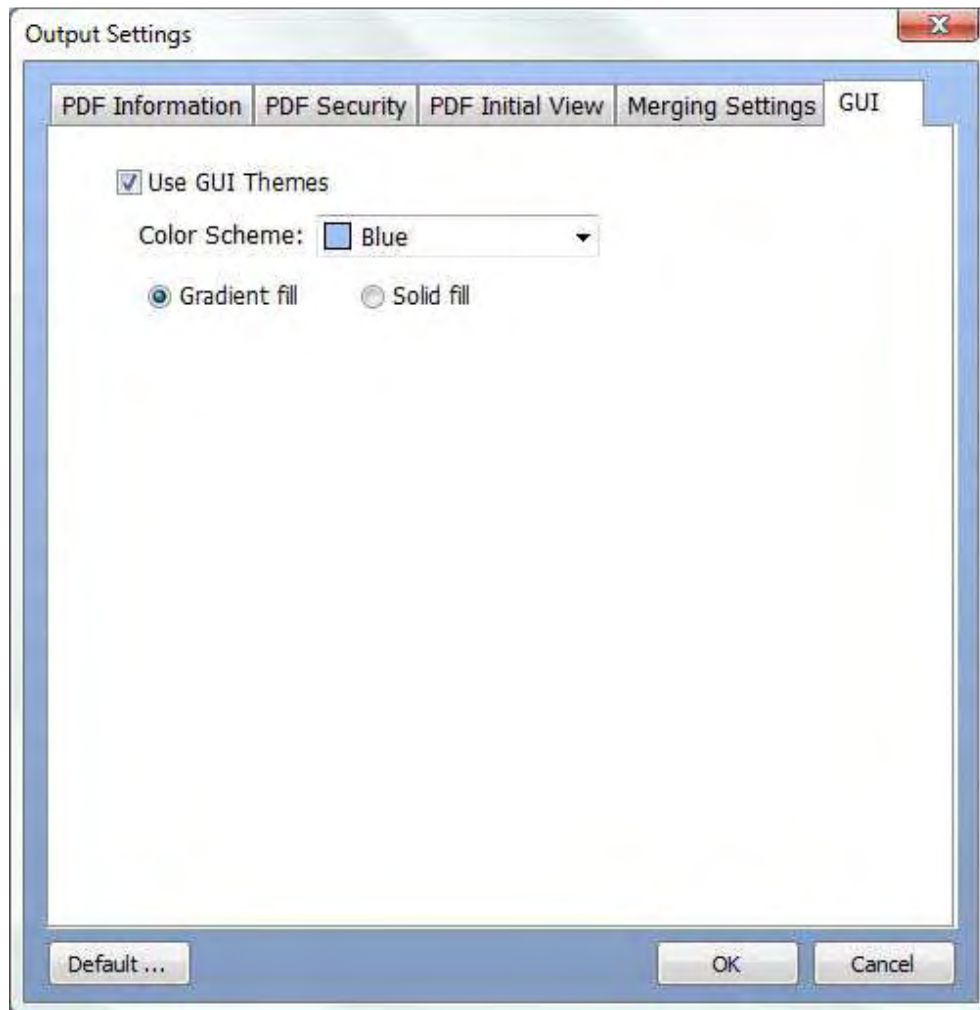 Output Settings
PDF Information PDF Security PDF Initial View Merging Settings GUI
Use GUI Themes
Color Scheme: Blue
Gradient fill Solid fill
Default ... OK Cancel